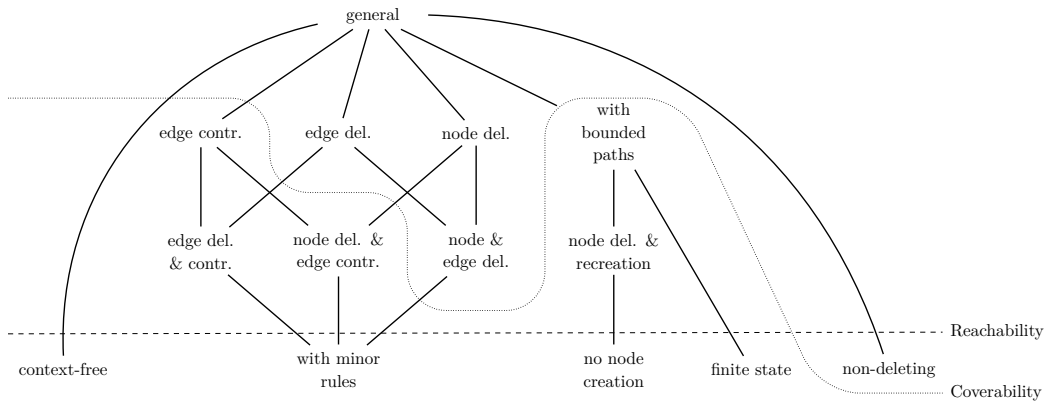 general
edge contr.
edge del.
node del.
with
bounded
paths
edge del.
& contr.
node del. &
edge contr.
node &
edge del.
node del. &
recreation
Reachability
context-free
with minor
rules
no node
creation
finite state
non-deleting
Coverability